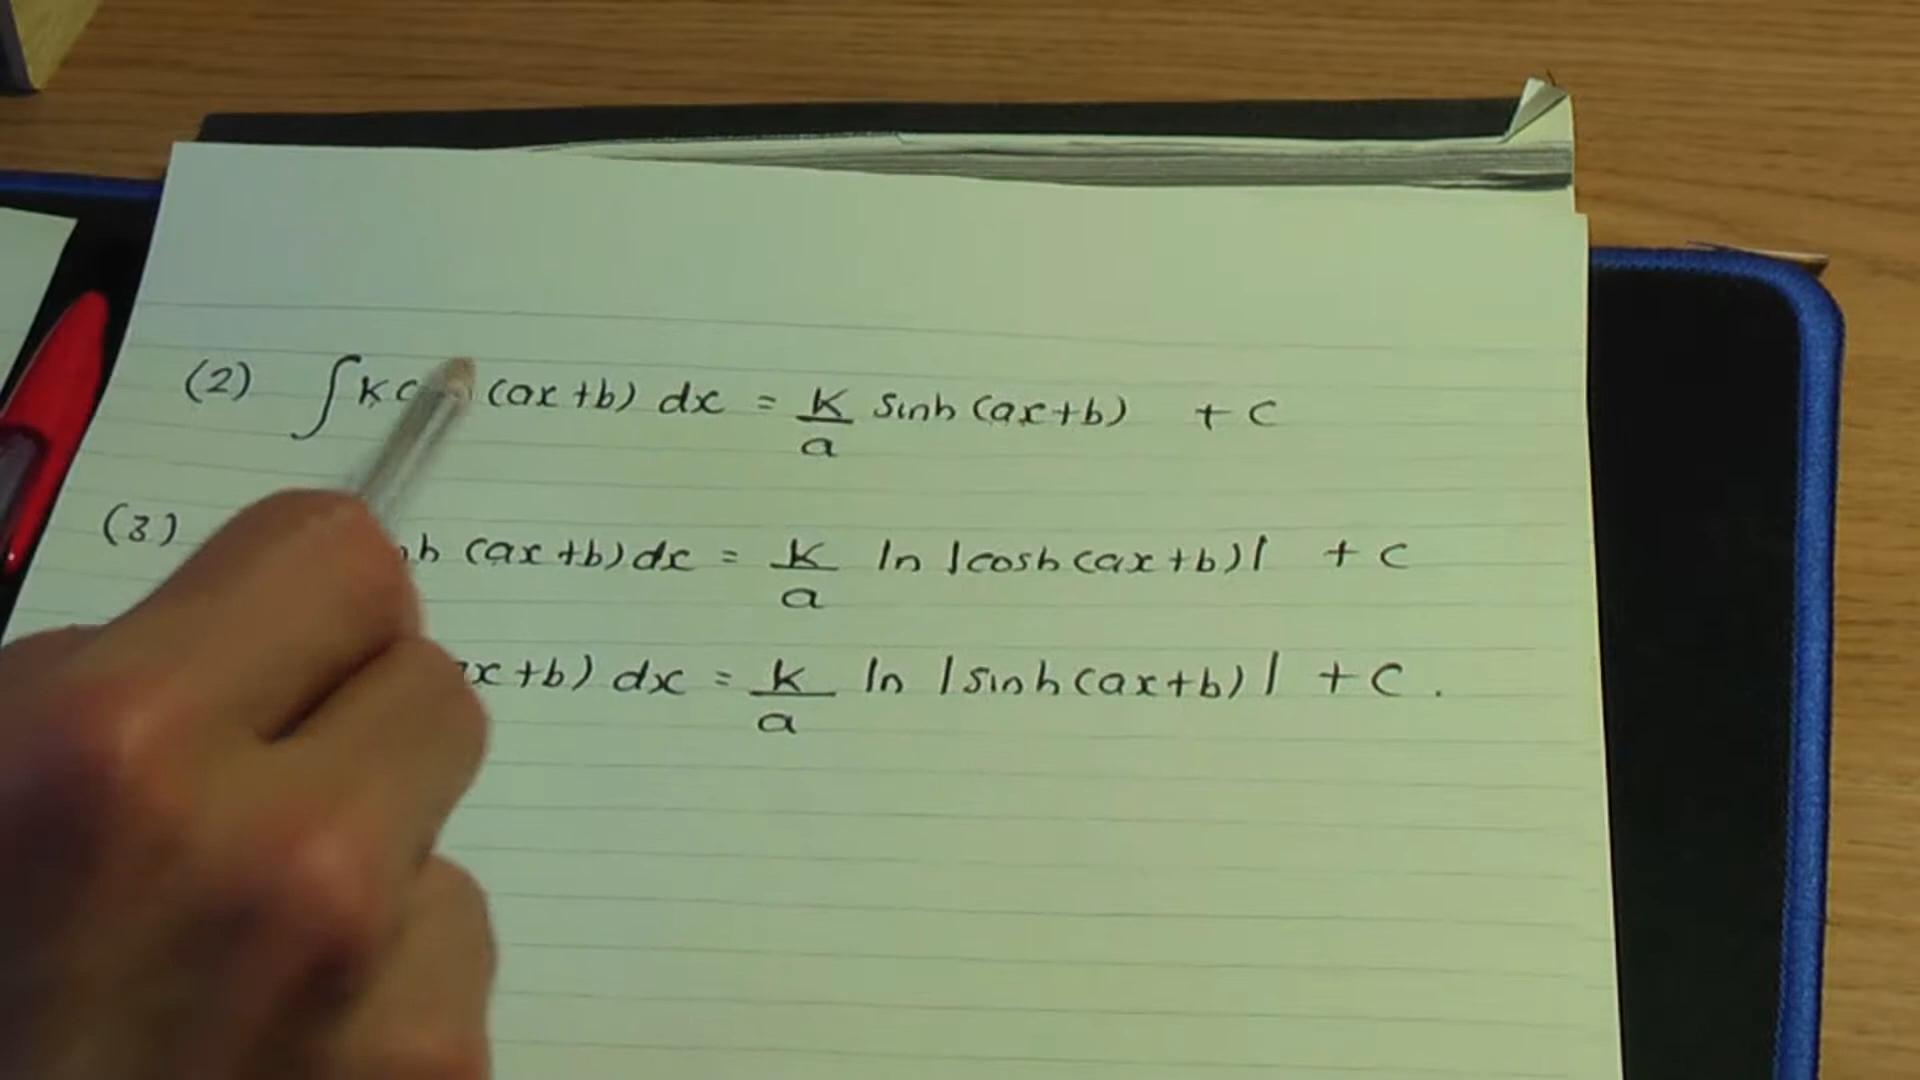 (2) ∫ K (ax+b) dx = K/a sinh (ax+b) + c
(3) (ax+b) dx = K/a ln |cosh (ax+b)| + c
x+b) dx = K/a ln |sinh (ax+b)| + c.